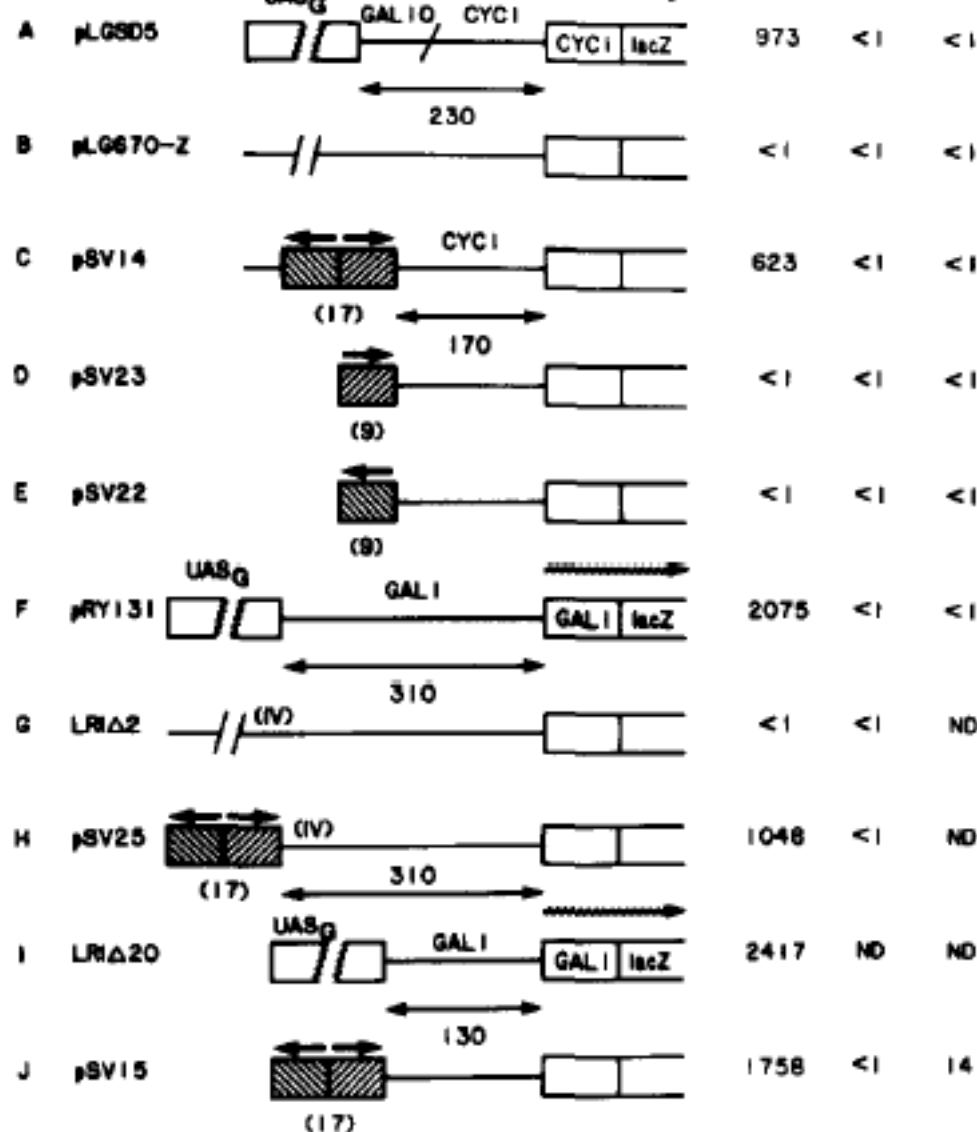 UASG GAL10 CYC1
A pLGSD5 CYC1 lacZ 973 <1 <1
230
B pLG670-Z <1 <1 <1
C pSV14 CYC1 623 <1 <1
(17) 170
D pSV23 <1 <1 <1
(9)
E pSV22 <1 <1 <1
(9)
UASG GAL1
F pRY131 GAL1 lacZ 2075 <1 <1
310
G LR1Δ2 (IV) <1 <1 ND
H pSV25 (IV) 1048 <1 ND
(17) 310
UASG GAL1
I LR1Δ20 GAL1 lacZ 2417 ND ND
130
J pSV15 1758 <1 14
(17)